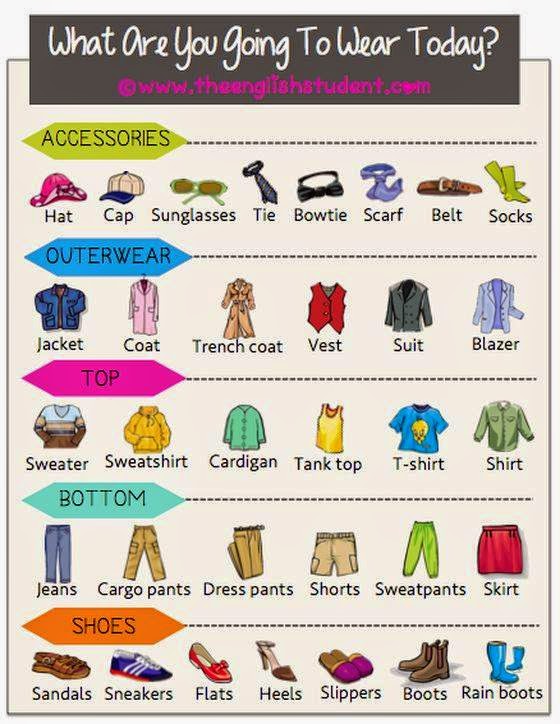 What Are You Going To Wear Today?
©www.theenglishstudent.com
ACCESSORIES
Hat Cap Sunglasses Tie Bowtie Scarf Belt Socks
OUTERWEAR
Jacket Coat Trench coat Vest Suit Blazer
TOP
Sweater Sweatshirt Cardigan Tank top T-shirt Shirt
BOTTOM
Jeans Cargo pants Dress pants Shorts Sweatpants Skirt
SHOES
Sandals Sneakers Flats Heels Slippers Boots Rain boots